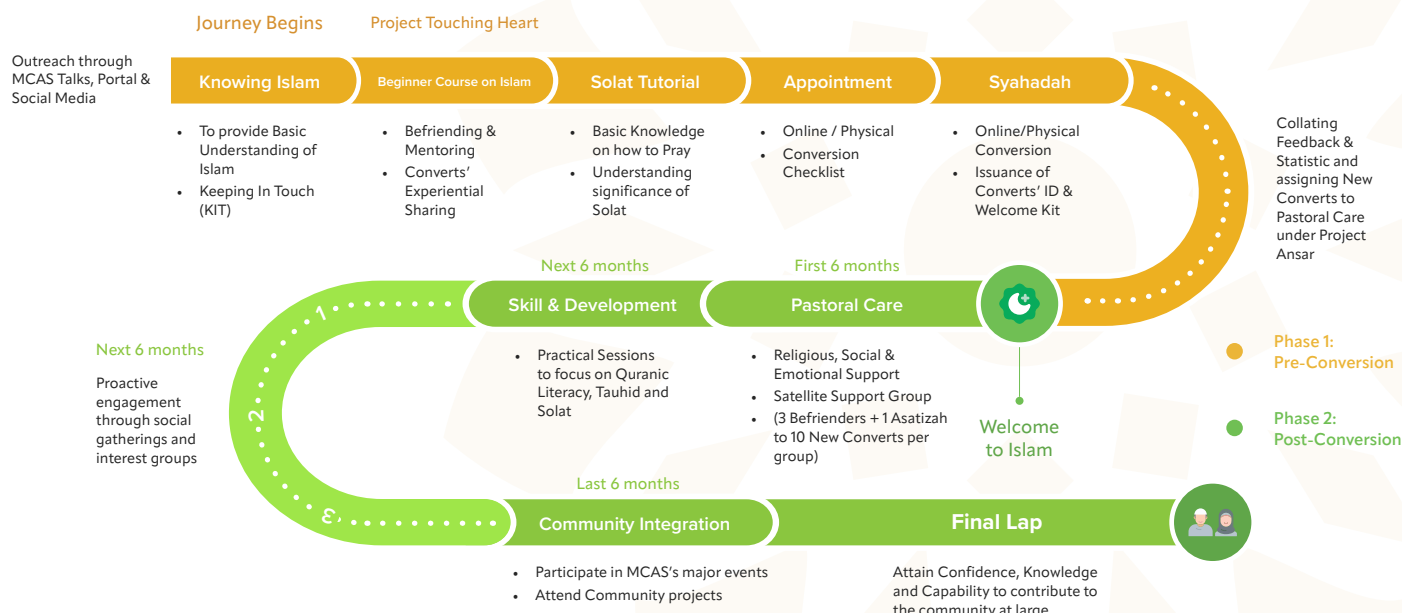 Journey Begins
Project Touching Heart
Outreach through
MCAS Talks, Portal &
Social Media
Knowing Islam
Beginner Course on Islam
Solat Tutorial
Appointment
Syahadah
• To provide Basic
Understanding of
Islam
• Keeping In Touch
(KIT)
• Befriending &
Mentoring
• Converts’
Experiential
Sharing
• Basic Knowledge
on how to Pray
• Understanding
significance of
Solat
• Online / Physical
• Conversion
Checklist
• Online/Physical
Conversion
• Issuance of
Converts’ ID &
Welcome Kit
Collating
Feedback &
Statistic and
assigning New
Converts to
Pastoral Care
under Project
Ansar
Next 6 months
First 6 months
Skill & Development
Pastoral Care
1
2
3
Next 6 months
Proactive
engagement
through social
gatherings and
interest groups
• Practical Sessions
to focus on Quranic
Literacy, Tauhid and
Solat
• Religious, Social &
Emotional Support
• Satellite Support Group
• (3 Befrienders + 1 Asatizah
to 10 New Converts per
group)
Welcome
to Islam
Phase 1:
Pre-Conversion
Phase 2:
Post-Conversion
Last 6 months
Community Integration
Final Lap
• Participate in MCAS’s major events
• Attend Community projects
Attain Confidence, Knowledge
and Capability to contribute to
the community at large